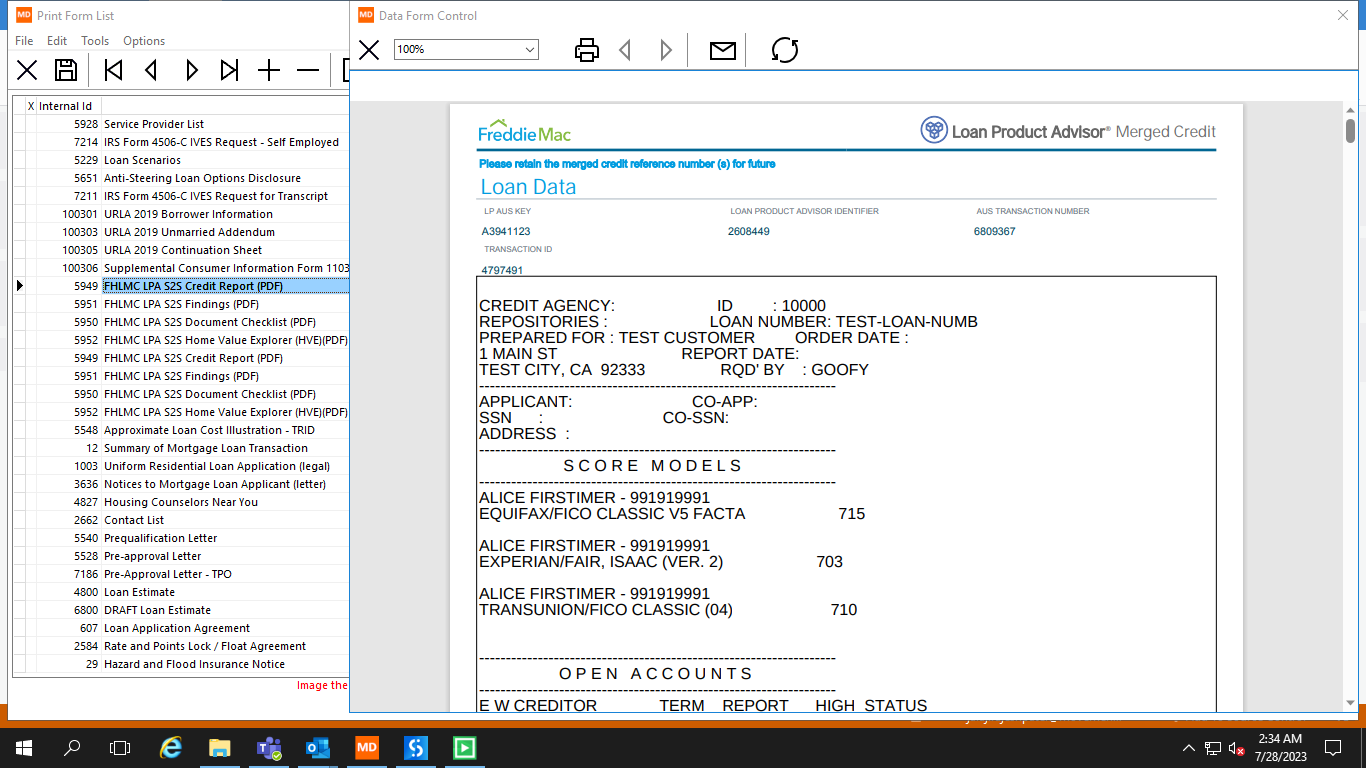 MD Print Form List
File Edit Tools Options
X Internal Id
5928 Service Provider List
7214 IRS Form 4506-C IVES Request - Self Employed
5229 Loan Scenarios
5651 Anti-Steering Loan Options Disclosure
7211 IRS Form 4506-C IVES Request for Transcript
100301 URLA 2019 Borrower Information
100303 URLA 2019 Unmarried Addendum
100305 URLA 2019 Continuation Sheet
100306 Supplemental Consumer Information Form 1103
5949 FHLMC LPA S2S Credit Report (PDF)
5951 FHLMC LPA S2S Findings (PDF)
5950 FHLMC LPA S2S Document Checklist (PDF)
5952 FHLMC LPA S2S Home Value Explorer (HVE)(PDF)
5949 FHLMC LPA S2S Credit Report (PDF)
5951 FHLMC LPA S2S Findings (PDF)
5950 FHLMC LPA S2S Document Checklist (PDF)
5952 FHLMC LPA S2S Home Value Explorer (HVE)(PDF)
5548 Approximate Loan Cost Illustration - TRID
12 Summary of Mortgage Loan Transaction
1003 Uniform Residential Loan Application (legal)
3636 Notices to Mortgage Loan Applicant (letter)
4827 Housing Counselors Near You
2662 Contact List
5540 Prequalification Letter
5528 Pre-approval Letter
7186 Pre-Approval Letter - TPO
4800 Loan Estimate
6800 DRAFT Loan Estimate
607 Loan Application Agreement
2584 Rate and Points Lock / Float Agreement
29 Hazard and Flood Insurance Notice
Image the
MD Data Form Control
100%
Freddie Mac
Loan Product Advisor® Merged Credit
Please retain the merged credit reference number (s) for future
Loan Data
LP AUS KEY LOAN PRODUCT ADVISOR IDENTIFIER AUS TRANSACTION NUMBER
A3941123 2608449 6809367
TRANSACTION ID
4797491
CREDIT AGENCY: ID : 10000
REPOSITORIES : LOAN NUMBER: TEST-LOAN-NUMB
PREPARED FOR : TEST CUSTOMER ORDER DATE :
1 MAIN ST REPORT DATE:
TEST CITY, CA 92333 RQD' BY : GOOFY
-------------------------------------------------------------------
APPLICANT: CO-APP:
SSN : CO-SSN:
ADDRESS :
-------------------------------------------------------------------
S C O R E M O D E L S
-------------------------------------------------------------------
ALICE FIRSTIMER - 991919991
EQUIFAX/FICO CLASSIC V5 FACTA 715
ALICE FIRSTIMER - 991919991
EXPERIAN/FAIR, ISAAC (VER. 2) 703
ALICE FIRSTIMER - 991919991
TRANSUNION/FICO CLASSIC (04) 710
-------------------------------------------------------------------
O P E N A C C O U N T S
-------------------------------------------------------------------
E W CREDITOR TERM REPORT HIGH STATUS
MD
2:34 AM
7/28/2023